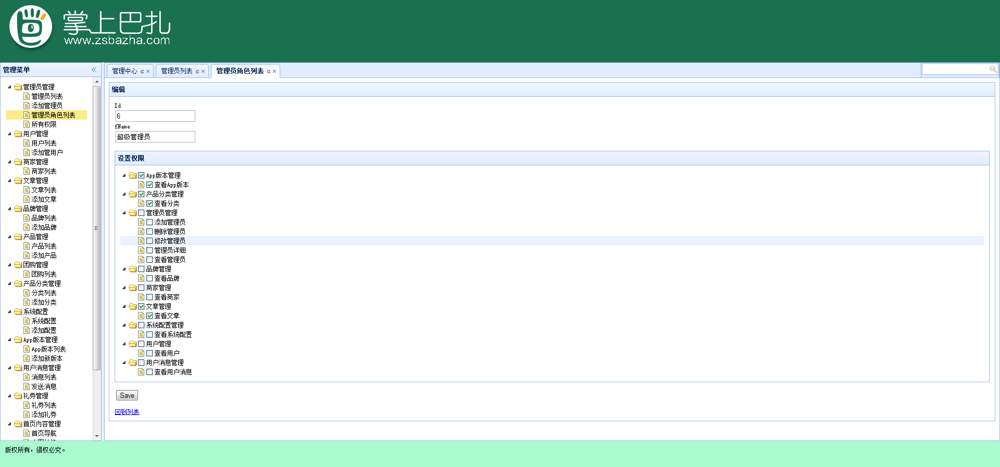 掌上巴扎
www.zsbazha.com
管理菜单
管理员管理
管理员列表
添加管理员
管理员角色列表
所有权限
用户管理
用户列表
添加管用户
商家管理
商家列表
文章管理
文章列表
添加文章
品牌管理
品牌列表
添加品牌
产品管理
产品列表
添加产品
团购管理
团购列表
产品分类管理
分类列表
添加分类
系统配置
系统配置
添加配置
App版本管理
App版本列表
添加新版本
用户消息管理
消息列表
发送消息
礼券管理
礼券列表
添加礼券
首页内容管理
首页导航
管理中心 管理员列表 管理员角色列表
编辑
Id
6
fName
超级管理员
设置权限
App版本管理
查看App版本
产品分类管理
查看分类
管理员管理
添加管理员
删除管理员
修改管理员
管理员详细
查看管理员
品牌管理
查看品牌
商家管理
查看商家
文章管理
查看文章
系统配置管理
查看系统配置
用户管理
查看用户
用户消息管理
查看用户消息
Save
回到列表
版权所有，侵权必究。